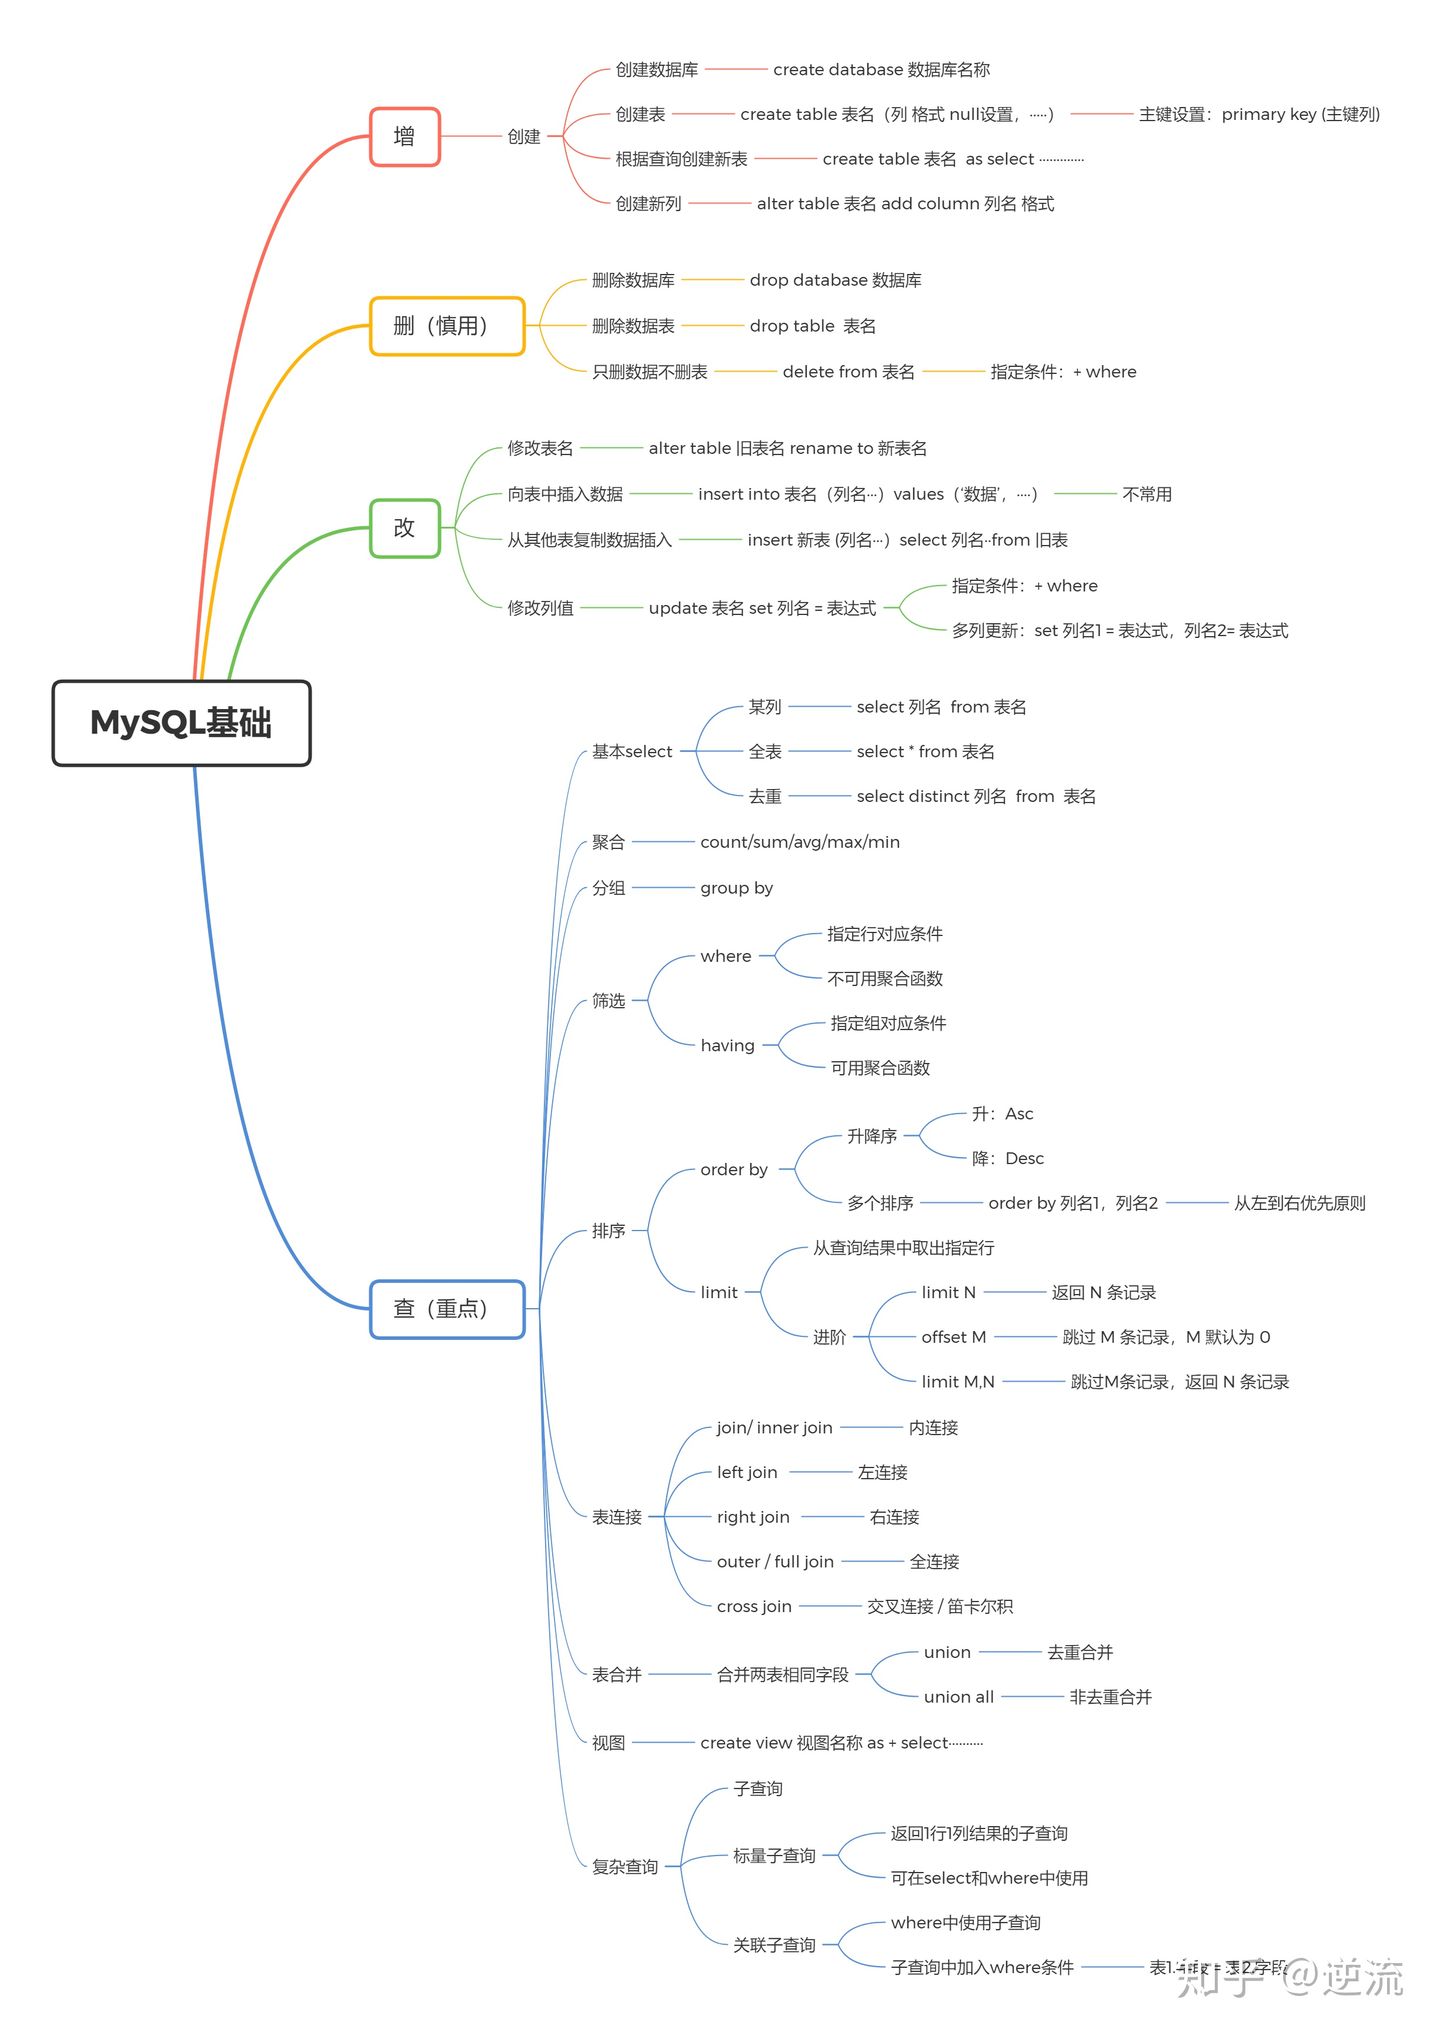 MySQL基础
增
创建
创建数据库
create database 数据库名称
创建表
create table 表名（列 格式 null设置，·····）
主键设置：primary key (主键列)
根据查询创建新表
create table 表名 as select ·············
创建新列
alter table 表名 add column 列名 格式
删（慎用）
删除数据库
drop database 数据库
删除数据表
drop table 表名
只删数据不删表
delete from 表名
指定条件：+ where
改
修改表名
alter table 旧表名 rename to 新表名
向表中插入数据
insert into 表名（列名···）values（‘数据’，····）
不常用
从其他表复制数据插入
insert 新表 (列名···）select 列名··from 旧表
修改列值
update 表名 set 列名 = 表达式
指定条件：+ where
多列更新：set 列名1 = 表达式，列名2= 表达式
查（重点）
基本select
某列
select 列名 from 表名
全表
select * from 表名
去重
select distinct 列名 from 表名
聚合
count/sum/avg/max/min
分组
group by
筛选
where
指定行对应条件
不可用聚合函数
having
指定组对应条件
可用聚合函数
排序
order by
升降序
升：Asc
降：Desc
多个排序
order by 列名1，列名2
从左到右优先原则
limit
从查询结果中取出指定行
进阶
limit N
返回 N 条记录
offset M
跳过 M 条记录，M 默认为 0
limit M,N
跳过M条记录，返回 N 条记录
表连接
join/ inner join
内连接
left join
左连接
right join
右连接
outer / full join
全连接
cross join
交叉连接 / 笛卡尔积
表合并
合并两表相同字段
union
去重合并
union all
非去重合并
视图
create view 视图名称 as + select··········
复杂查询
子查询
标量子查询
返回1行1列结果的子查询
可在select和where中使用
关联子查询
where中使用子查询
子查询中加入where条件
表1.字段 = 表2.字段
知乎 @逆流